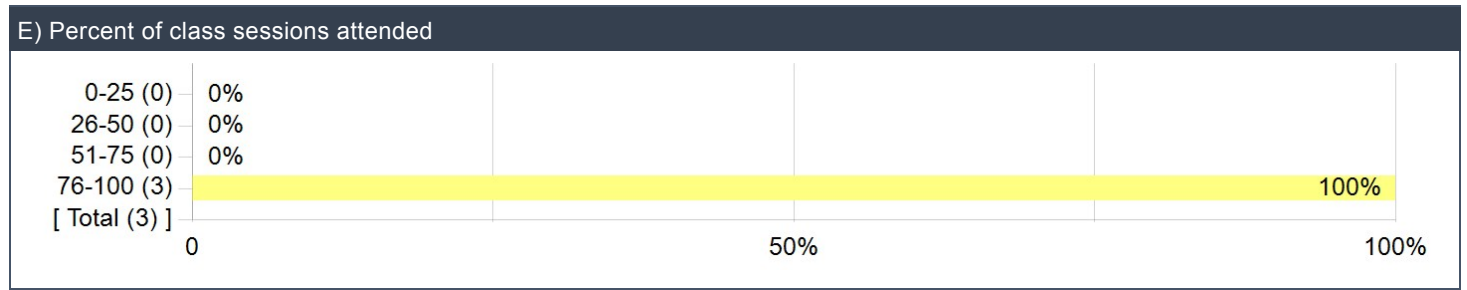 E) Percent of class sessions attended
0-25 (0) 0%
26-50 (0) 0%
51-75 (0) 0%
76-100 (3) 100%
[ Total (3) ]
0 50% 100%